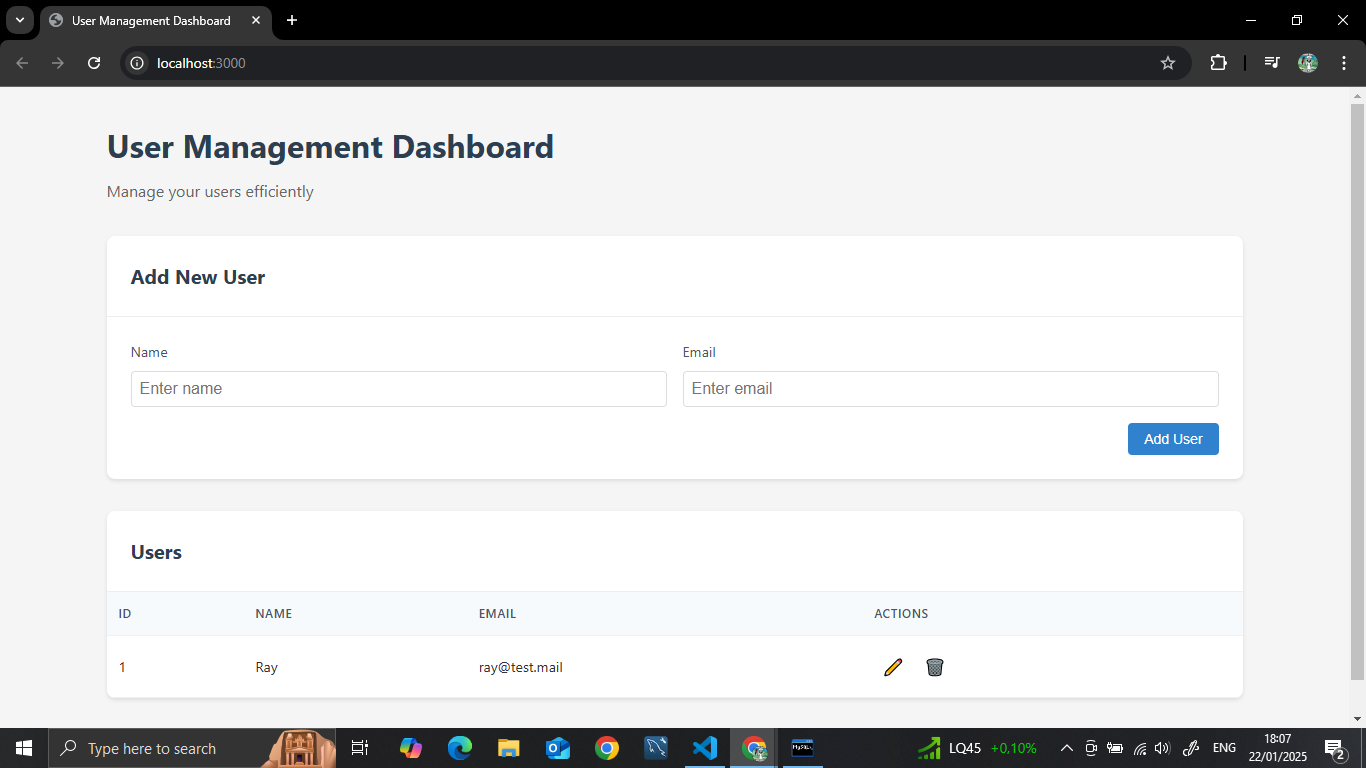 User Management Dashboard
localhost:3000
User Management Dashboard
Manage your users efficiently
Add New User
Name Email
Enter name Enter email
Add User
Users
ID NAME EMAIL ACTIONS
1 Ray ray@test.mail
Type here to search LQ45 +0,10% ENG 18:07
22/01/2025 2